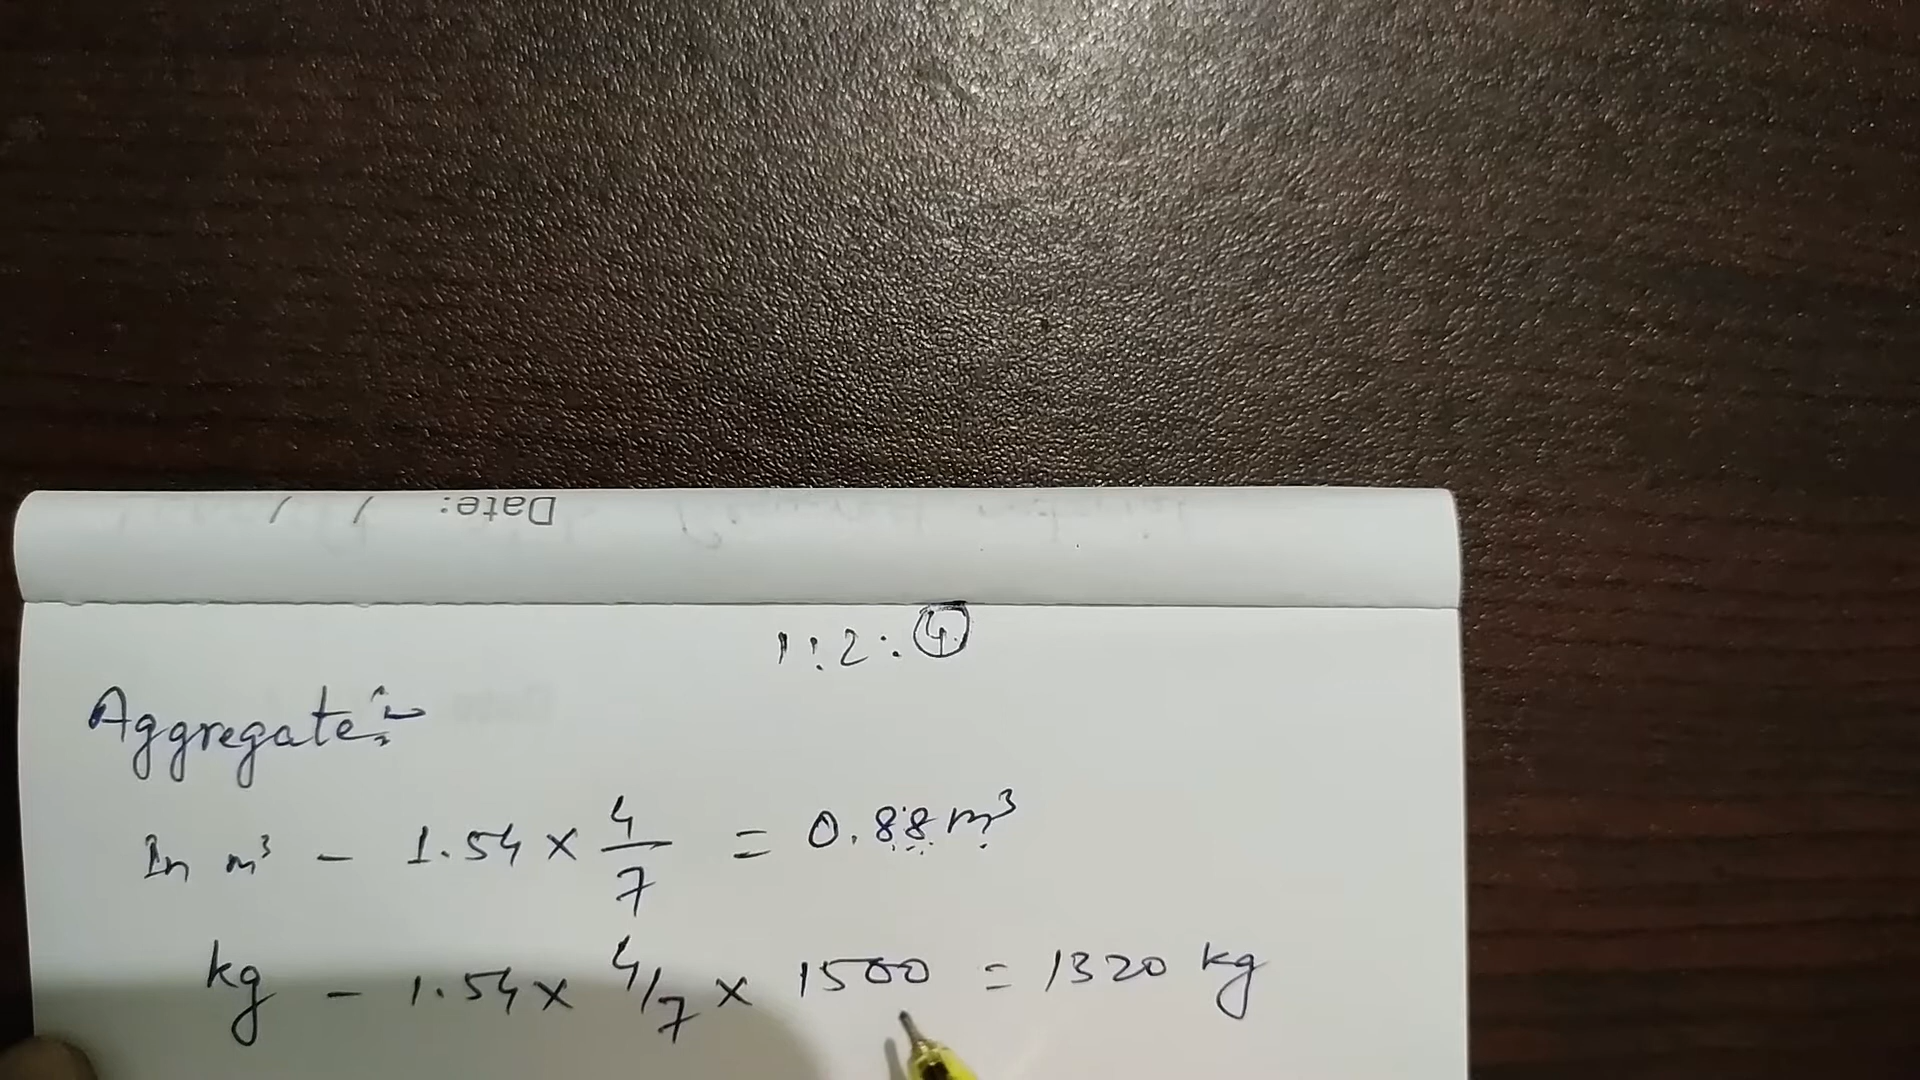 Date: / /
1:2:4
Aggregate:-
In m³ - 1.54 × 4/7 = 0.88 m³
kg - 1.54 × 4/7 × 1500 = 1320 kg